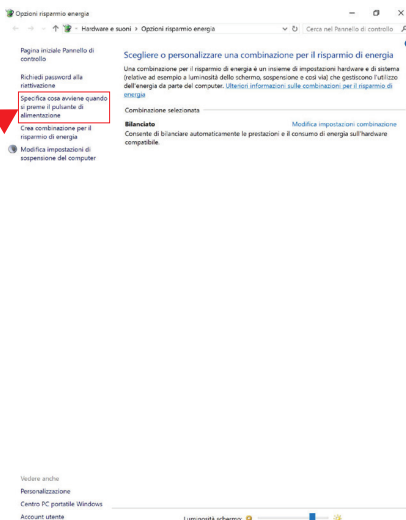 Opzioni risparmio energia
Hardware e suoni > Opzioni risparmio energia
Cerca nel Pannello di controllo
Pagina iniziale Pannello di
controllo
Richiedi password alla
riattivazione
Specifica cosa avviene quando
si preme il pulsante di
alimentazione
Crea combinazione per il
risparmio di energia
Modifica impostazioni di
sospensione del computer
Scegliere o personalizzare una combinazione per il risparmio di energia
Una combinazione per il risparmio di energia è un insieme di impostazioni hardware e di sistema
(relative ad esempio a luminosità dello schermo, sospensione e così via) che gestiscono l'utilizzo
dell'energia da parte del computer. Ulteriori informazioni sulle combinazioni per il risparmio di
energia
Combinazione selezionata
Bilanciato Modifica impostazioni combinazione
Consente di bilanciare automaticamente le prestazioni e il consumo di energia sull'hardware
compatibile.
Vedere anche
Personalizzazione
Centro PC portatile Windows
Account utente
Luminosità schermo: